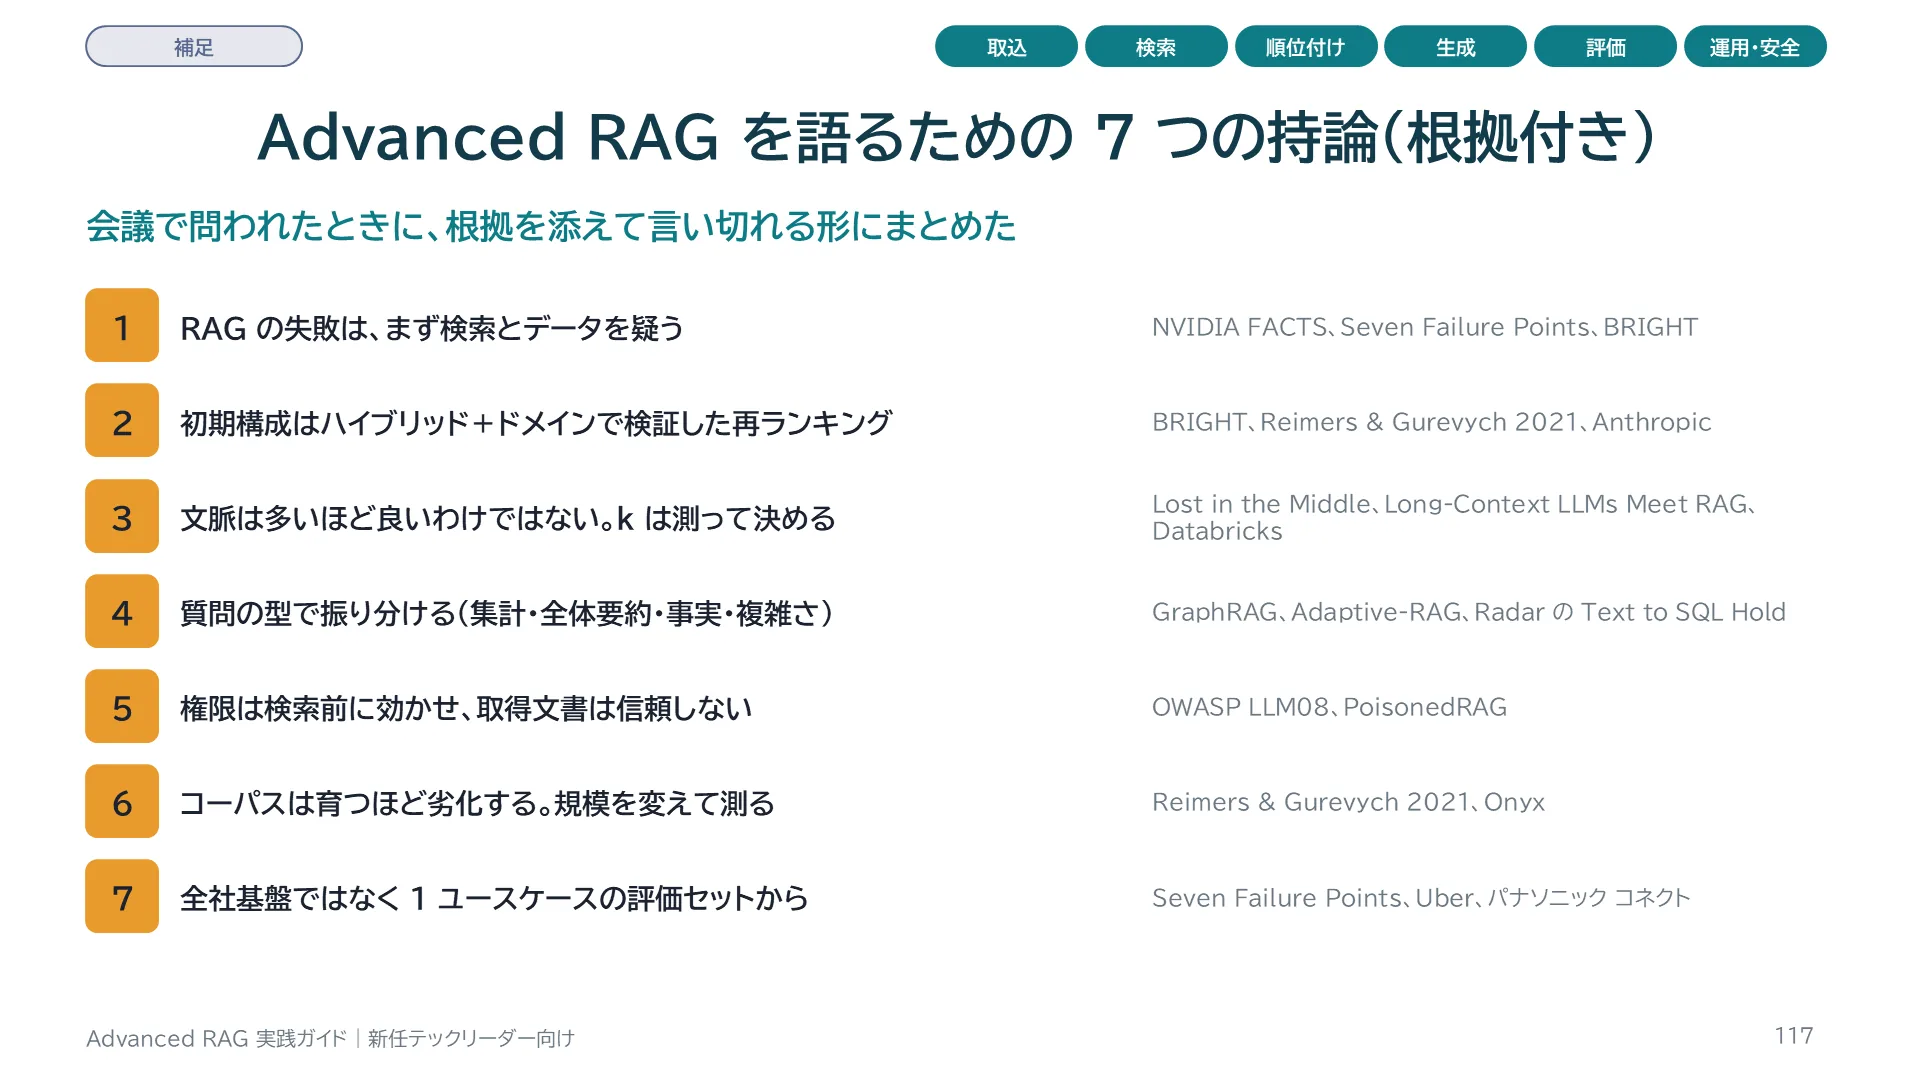 補足
取込
検索
順位付け
生成
評価
運用・安全
Advanced RAG を語るための 7 つの持論（根拠付き）
会議で問われたときに、根拠を添えて言い切れる形にまとめた
1
RAG の失敗は、まず検索とデータを疑う
NVIDIA FACTS、Seven Failure Points、BRIGHT
2
初期構成はハイブリッド＋ドメインで検証した再ランキング
BRIGHT、Reimers & Gurevych 2021、Anthropic
3
文脈は多いほど良いわけではない。k は測って決める
Lost in the Middle、Long-Context LLMs Meet RAG、
Databricks
4
質問の型で振り分ける（集計・全体要約・事実・複雑さ）
GraphRAG、Adaptive-RAG、Radar の Text to SQL Hold
5
権限は検索前に効かせ、取得文書は信頼しない
OWASP LLM08、PoisonedRAG
6
コーパスは育つほど劣化する。規模を変えて測る
Reimers & Gurevych 2021、Onyx
7
全社基盤ではなく 1 ユースケースの評価セットから
Seven Failure Points、Uber、パナソニック コネクト
Advanced RAG 実践ガイド｜新任テックリーダー向け
117